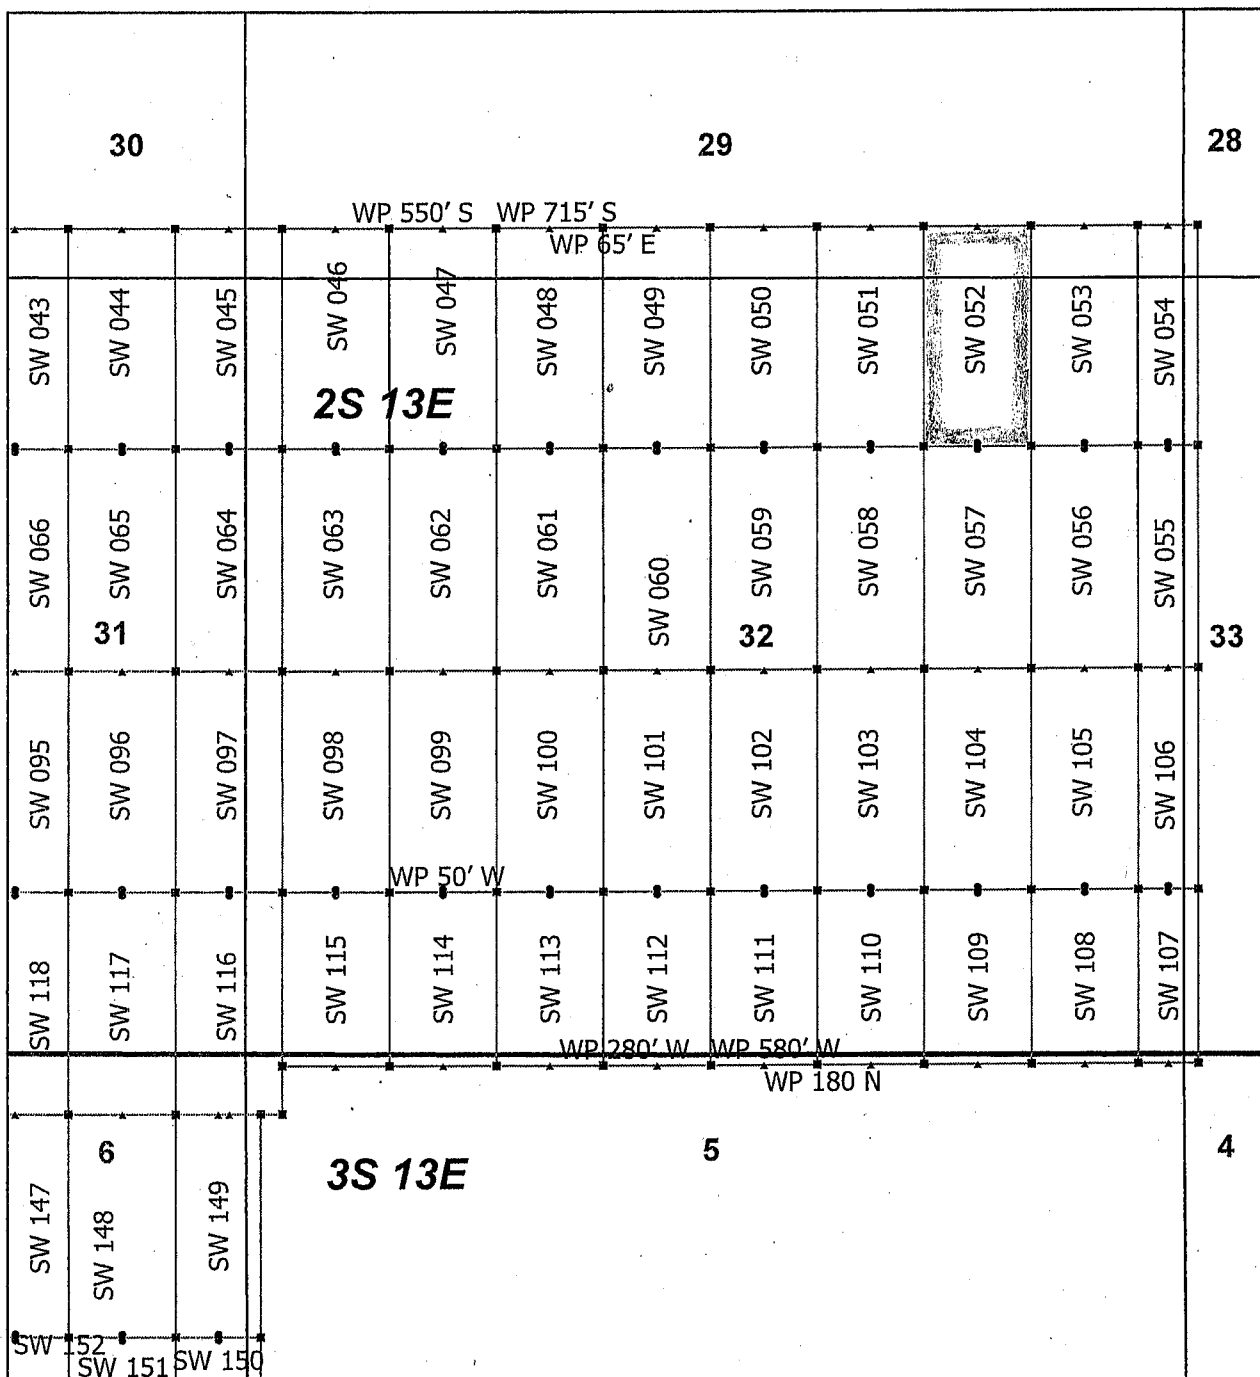 30
29
28
WP 550' S
WP 715' S
WP 65' E
SW 043
SW 044
SW 045
SW 046
SW 047
SW 048
SW 049
SW 050
SW 051
SW 052
SW 053
SW 054
2S 13E
SW 066
SW 065
SW 064
SW 063
SW 062
SW 061
SW 060
SW 059
SW 058
SW 057
SW 056
SW 055
31
32
33
SW 095
SW 096
SW 097
SW 098
SW 099
SW 100
SW 101
SW 102
SW 103
SW 104
SW 105
SW 106
WP 50' W
SW 118
SW 117
SW 116
SW 115
SW 114
SW 113
SW 112
SW 111
SW 110
SW 109
SW 108
SW 107
WP 280' W
WP 580' W
WP 180 N
6
3S 13E
5
4
SW 147
SW 148
SW 149
SW 152
SW 151
SW 150